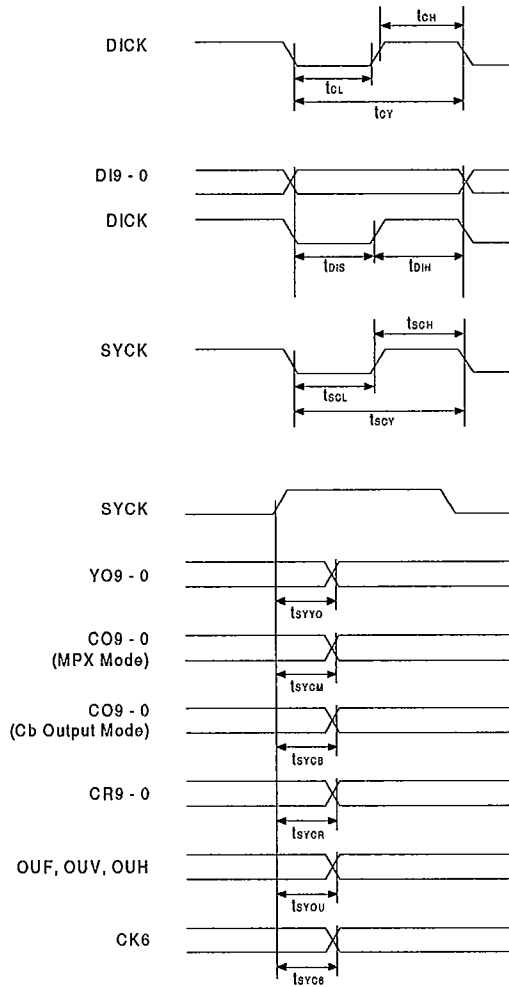 tCH
DICK
tCL
tCY
DI9 - 0
DICK
tDIS
tDIH
tSCH
SYCK
tSCL
tSCY
SYCK
YO9 - 0
tSYYO
CO9 - 0
(MPX Mode)
tSYCM
CO9 - 0
(Cb Output Mode)
tSYCB
CR9 - 0
tSYCR
OUF, OUV, OUH
tSYOU
CK6
tSYC6